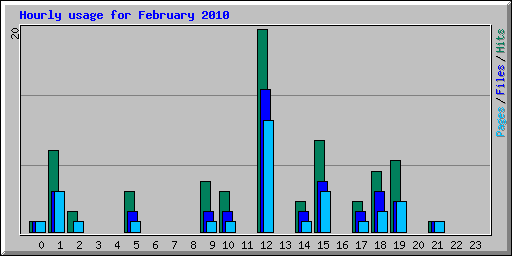 Hourly usage for February 2010
20
Pages / Files / Hits
0 1 2 3 4 5 6 7 8 9 10 11 12 13 14 15 16 17 18 19 20 21 22 23